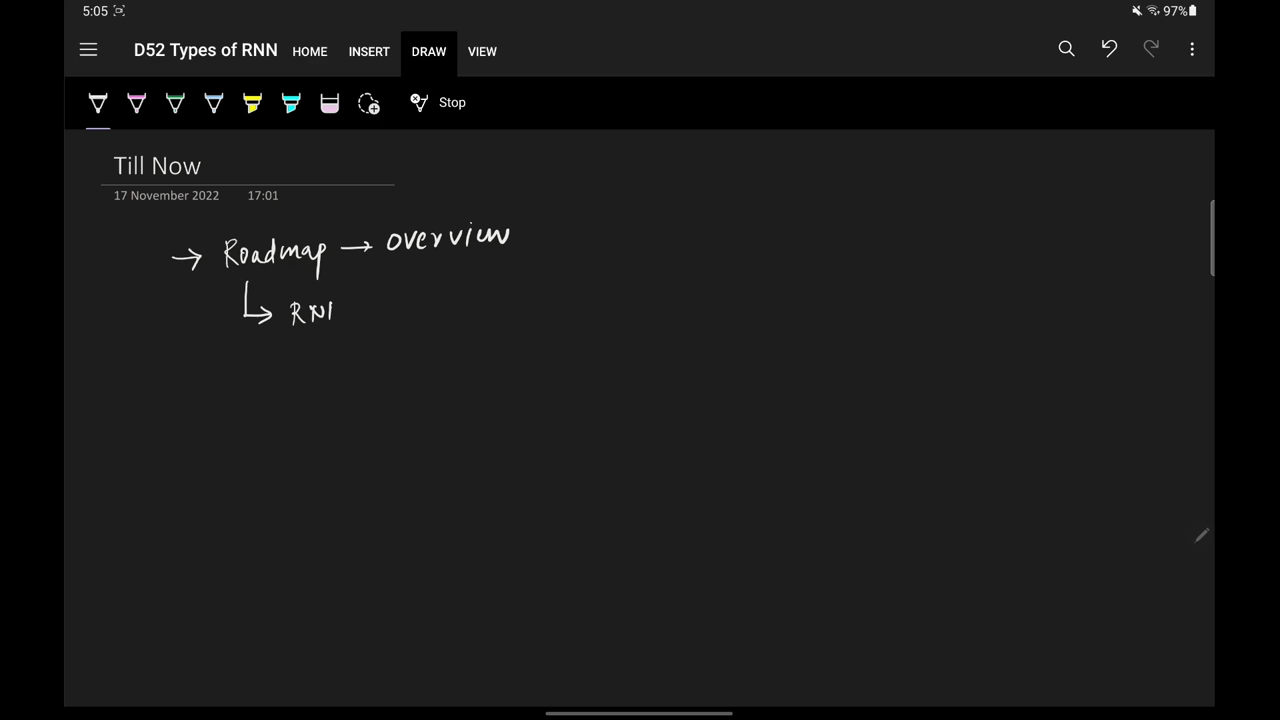 5:05 97%
D52 Types of RNN HOME INSERT DRAW VIEW
Stop
Till Now
17 November 2022 17:01
→ Roadmap → overview
↳ RNN